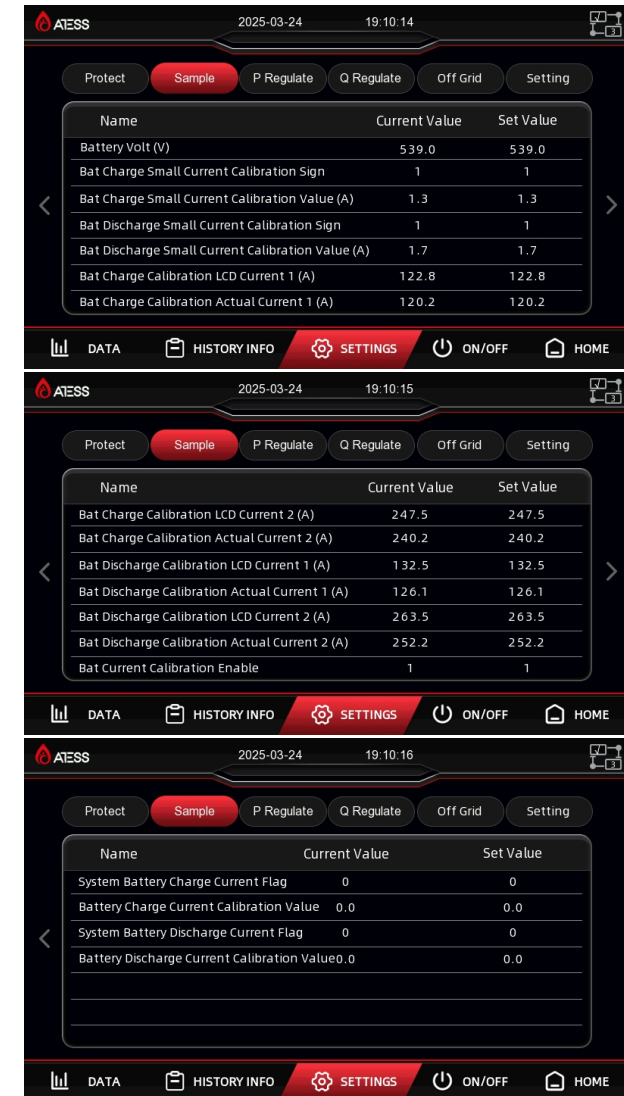 ATESS 2025-03-24 19:10:14
3
Protect Sample P Regulate Q Regulate Off Grid Setting
Name Current Value Set Value
Battery Volt (V) 539.0 539.0
Bat Charge Small Current Calibration Sign 1 1
Bat Charge Small Current Calibration Value (A) 1.3 1.3
Bat Discharge Small Current Calibration Sign 1 1
Bat Discharge Small Current Calibration Value (A) 1.7 1.7
Bat Charge Calibration LCD Current 1 (A) 122.8 122.8
Bat Charge Calibration Actual Current 1 (A) 120.2 120.2
DATA HISTORY INFO SETTINGS ON/OFF HOME
ATESS 2025-03-24 19:10:15
3
Protect Sample P Regulate Q Regulate Off Grid Setting
Name Current Value Set Value
Bat Charge Calibration LCD Current 2 (A) 247.5 247.5
Bat Charge Calibration Actual Current 2 (A) 240.2 240.2
Bat Discharge Calibration LCD Current 1 (A) 132.5 132.5
Bat Discharge Calibration Actual Current 1 (A) 126.1 126.1
Bat Discharge Calibration LCD Current 2 (A) 263.5 263.5
Bat Discharge Calibration Actual Current 2 (A) 252.2 252.2
Bat Current Calibration Enable 1 1
DATA HISTORY INFO SETTINGS ON/OFF HOME
ATESS 2025-03-24 19:10:16
3
Protect Sample P Regulate Q Regulate Off Grid Setting
Name Current Value Set Value
System Battery Charge Current Flag 0 0
Battery Charge Current Calibration Value 0.0 0.0
System Battery Discharge Current Flag 0 0
Battery Discharge Current Calibration Value 0.0 0.0
DATA HISTORY INFO SETTINGS ON/OFF HOME